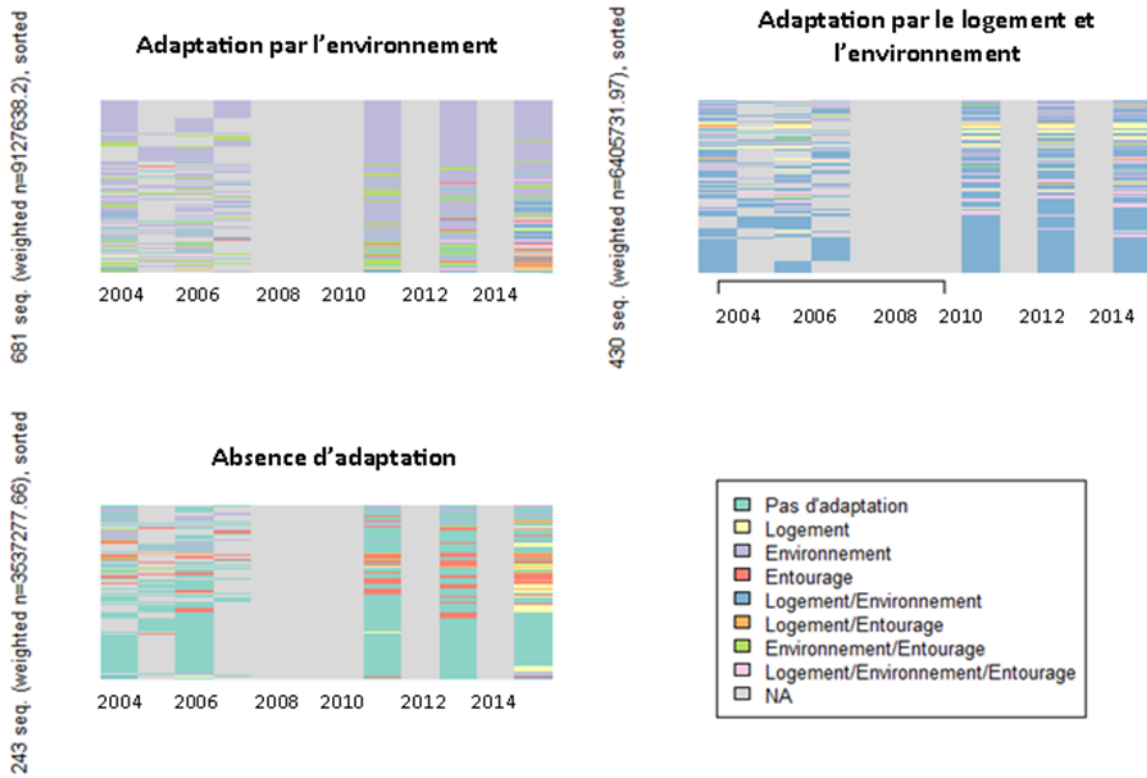 Adaptation par l'environnement
681 seq. (weighted n=9127638.2), sorted
2004 2006 2008 2010 2012 2014
Adaptation par le logement et
l'environnement
430 seq. (weighted n=6405731.97), sorted
2004 2006 2008 2010 2012 2014
Absence d'adaptation
243 seq. (weighted n=3537277.66), sorted
2004 2006 2008 2010 2012 2014
Pas d'adaptation
Logement
Environnement
Entourage
Logement/Environnement
Logement/Entourage
Environnement/Entourage
Logement/Environnement/Entourage
NA